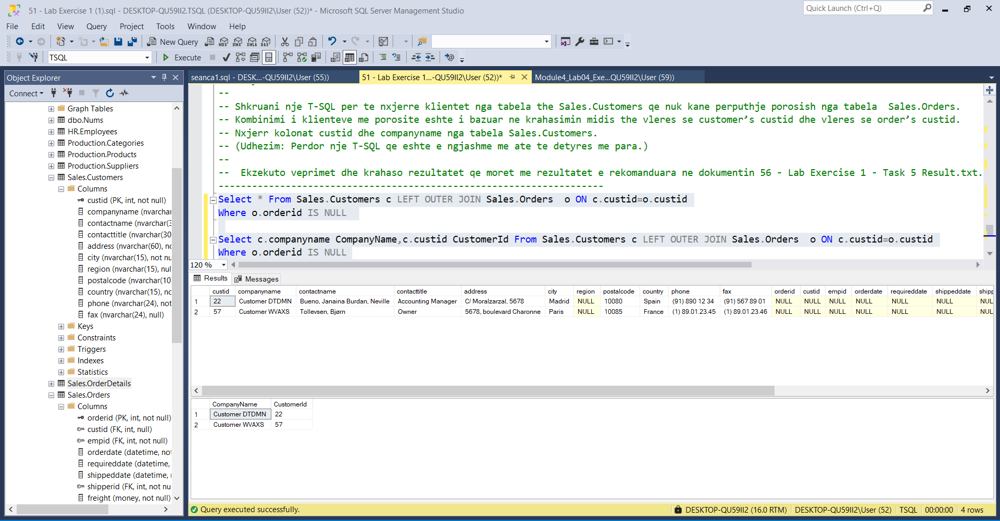 51 - Lab Exercise 1 (1).sql - DESKTOP-QU59II2.TSQL (DESKTOP-QU59II2\User (52))* - Microsoft SQL Server Management Studio
Quick Launch (Ctrl+Q)
File Edit View Query Project Tools Window Help
New Query MDX DMX XMLA DAX
TSQL Execute
Object Explorer
seanca1.sql - DESK...-QU59II2\User (55))
51 - Lab Exercise 1...-QU59II2\User (52))*
Module4_Lab04_Exe...QU59II2\User (59))
Connect
Graph Tables
dbo.Nums
HR.Employees
Production.Categories
Production.Products
Production.Suppliers
Sales.Customers
Columns
custid (PK, int, not null)
companyname (nvarchar
contactname (nvarchar(3
contacttitle (nvarchar(30
address (nvarchar(60), no
city (nvarchar(15), not nu
region (nvarchar(15), nul
postalcode (nvarchar(10
country (nvarchar(15), nc
phone (nvarchar(24), not
fax (nvarchar(24), null)
Keys
Constraints
Triggers
Indexes
Statistics
Sales.OrderDetails
Sales.Orders
Columns
orderid (PK, int, not null)
custid (FK, int, null)
empid (FK, int, not null)
orderdate (datetime, not
requireddate (datetime,
shippeddate (datetime,
shipperid (FK, int, not nu
freight (money, not null)
--
-- Shkruani nje T-SQL per te nxjerre klientet nga tabela the Sales.Customers qe nuk kane perputhje porosish nga tabela  Sales.Orders.
-- Kombinimi i klienteve me porosite eshte i bazuar ne krahasimin midis the vleres se customer’s custid dhe vleres se order’s custid.
-- Nxjerr kolonat custid dhe companyname nga tabela Sales.Customers.
-- (Udhezim: Perdor nje T-SQL qe eshte e ngjashme me ate te detyres me para.)
--
--  Ekzekuto veprimet dhe krahaso rezultatet qe moret me rezultatet e rekomanduara ne dokumentin 56 - Lab Exercise 1 - Task 5 Result.txt.
---------------------------------------------------------------------
Select * From Sales.Customers c LEFT OUTER JOIN Sales.Orders  o ON c.custid=o.custid
Where o.orderid IS NULL
Select c.companyname CompanyName,c.custid CustomerId From Sales.Customers c LEFT OUTER JOIN Sales.Orders  o ON c.custid=o.custid
Where o.orderid IS NULL
120 %
Results Messages
custid companyname contactname contacttitle address city region postalcode country phone fax orderid custid empid orderdate requireddate shippeddate shipp
1 22 Customer DTDMN Bueno, Janaina Burdan, Neville Accounting Manager C/ Moralzarzal, 5678 Madrid NULL 10080 Spain (91) 890 12 34 (91) 567 89 01 NULL NULL NULL NULL NULL NULL NUL
2 57 Customer WVAXS Tollevsen, Bjørn Owner 5678, boulevard Charonne Paris NULL 10085 France (1) 89.01.23.45 (1) 89.01.23.46 NULL NULL NULL NULL NULL NULL NUL
CompanyName CustomerId
1 Customer DTDMN 22
2 Customer WVAXS 57
Query executed successfully.
DESKTOP-QU59II2 (16.0 RTM) DESKTOP-QU59II2\User (52) TSQL 00:00:00 4 rows